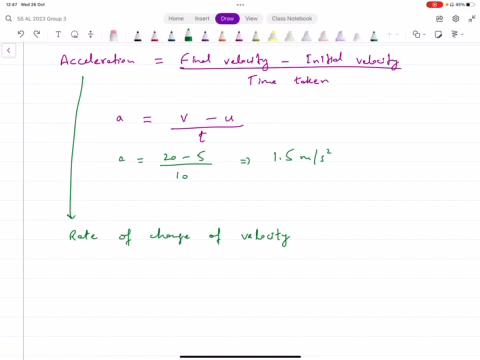 12:47 Wed 26 Oct
45%
SS AL 2023 Group 3
Home Insert Draw View Class Notebook
Acceleration = Final velocity - Initial velocity
Time taken
a = v - u
t
a = 20 - 5 => 1.5 m/s²
10
Rate of change of velocity